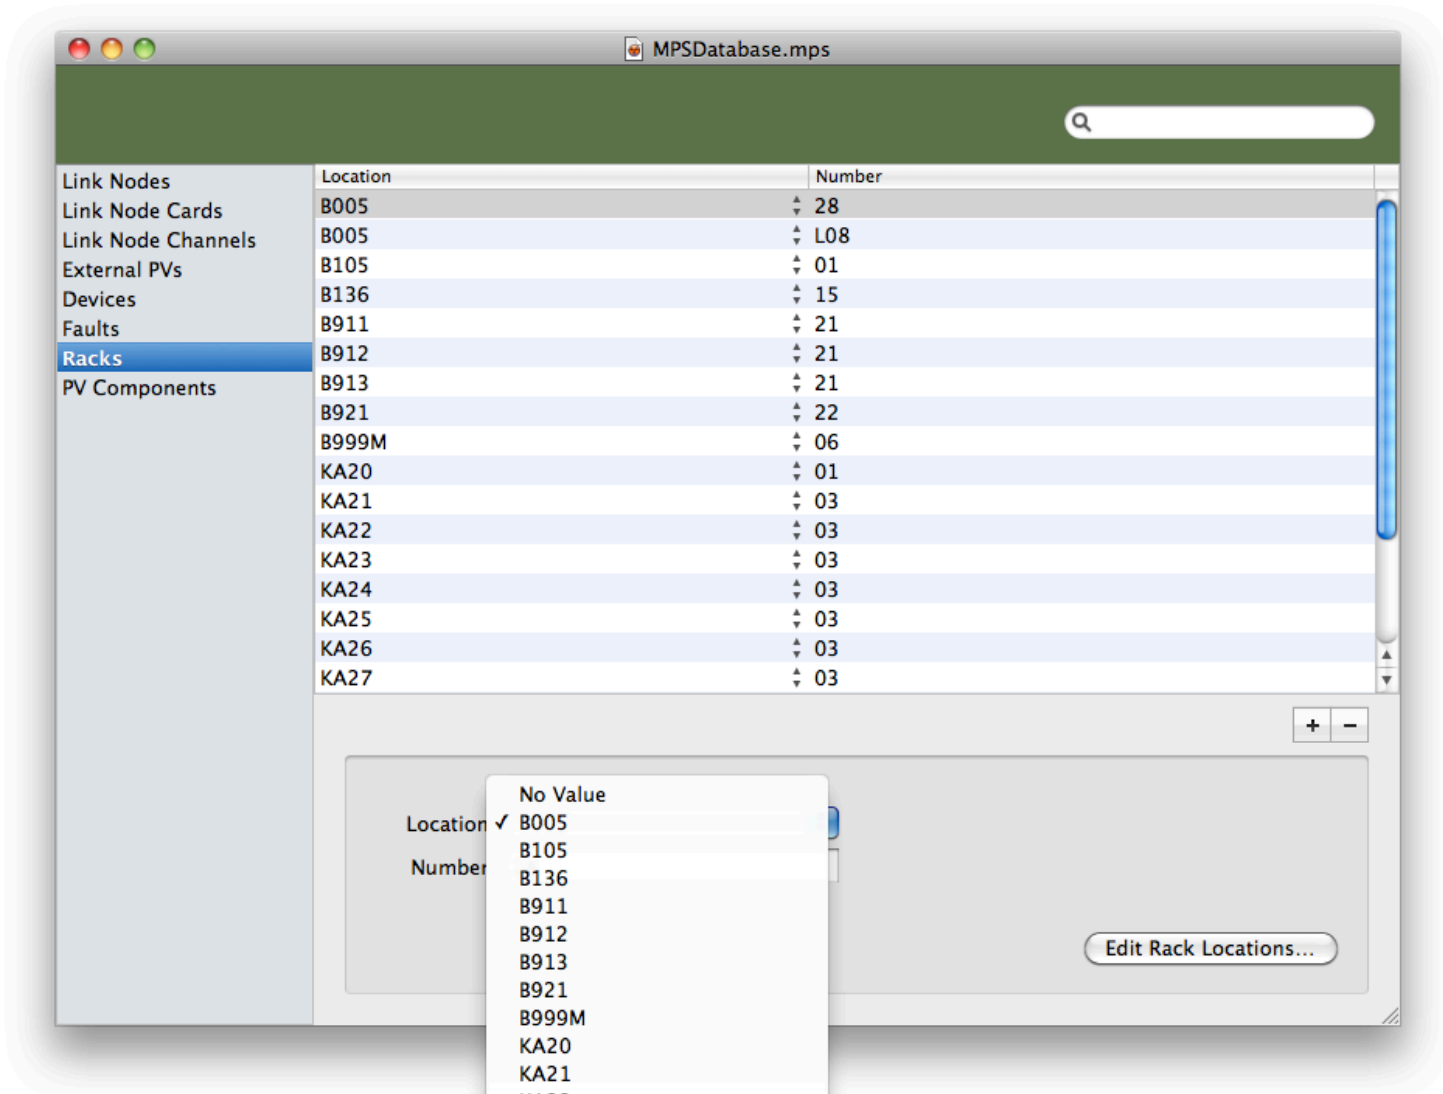 MPSDatabase.mps
Location Number
Link Nodes
Link Node Cards
Link Node Channels
External PVs
Devices
Faults
Racks
PV Components
B005 28
B005 L08
B105 01
B136 15
B911 21
B912 21
B913 21
B921 22
B999M 06
KA20 01
KA21 03
KA22 03
KA23 03
KA24 03
KA25 03
KA26 03
KA27 03
+ −
Location
Number
No Value
✓ B005
B105
B136
B911
B912
B913
B921
B999M
KA20
KA21
Edit Rack Locations...